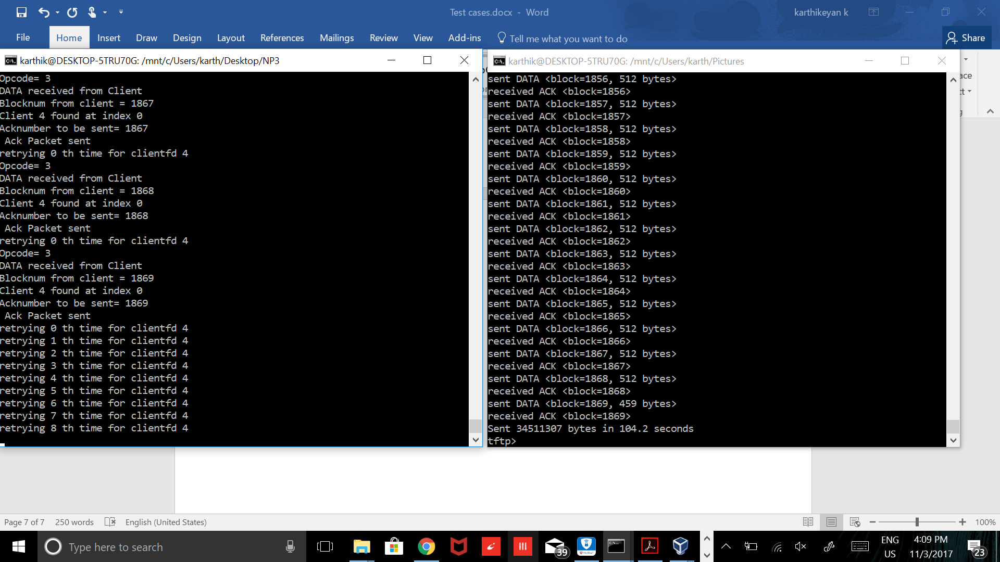 Test cases.docx - Word
karthikeyan k
File
Home
Insert
Draw
Design
Layout
References
Mailings
Review
View
Add-ins
Tell me what you want to do
Share
karthik@DESKTOP-5TRU70G: /mnt/c/Users/karth/Desktop/NP3
Opcode= 3
DATA received from Client
Blocknum from client = 1867
Client 4 found at index 0
Acknumber to be sent= 1867
Ack Packet sent
retrying 0 th time for clientfd 4
Opcode= 3
DATA received from Client
Blocknum from client = 1868
Client 4 found at index 0
Acknumber to be sent= 1868
Ack Packet sent
retrying 0 th time for clientfd 4
Opcode= 3
DATA received from Client
Blocknum from client = 1869
Client 4 found at index 0
Acknumber to be sent= 1869
Ack Packet sent
retrying 0 th time for clientfd 4
retrying 1 th time for clientfd 4
retrying 2 th time for clientfd 4
retrying 3 th time for clientfd 4
retrying 4 th time for clientfd 4
retrying 5 th time for clientfd 4
retrying 6 th time for clientfd 4
retrying 7 th time for clientfd 4
retrying 8 th time for clientfd 4
karthik@DESKTOP-5TRU70G: /mnt/c/Users/karth/Pictures
sent DATA <block=1856, 512 bytes>
received ACK <block=1856>
sent DATA <block=1857, 512 bytes>
received ACK <block=1857>
sent DATA <block=1858, 512 bytes>
received ACK <block=1858>
sent DATA <block=1859, 512 bytes>
received ACK <block=1859>
sent DATA <block=1860, 512 bytes>
received ACK <block=1860>
sent DATA <block=1861, 512 bytes>
received ACK <block=1861>
sent DATA <block=1862, 512 bytes>
received ACK <block=1862>
sent DATA <block=1863, 512 bytes>
received ACK <block=1863>
sent DATA <block=1864, 512 bytes>
received ACK <block=1864>
sent DATA <block=1865, 512 bytes>
received ACK <block=1865>
sent DATA <block=1866, 512 bytes>
received ACK <block=1866>
sent DATA <block=1867, 512 bytes>
received ACK <block=1867>
sent DATA <block=1868, 512 bytes>
received ACK <block=1868>
sent DATA <block=1869, 459 bytes>
received ACK <block=1869>
Sent 34511307 bytes in 104.2 seconds
tftp>
Page 7 of 7
250 words
English (United States)
100%
Type here to search
39
ENG
US
4:09 PM
11/3/2017
23